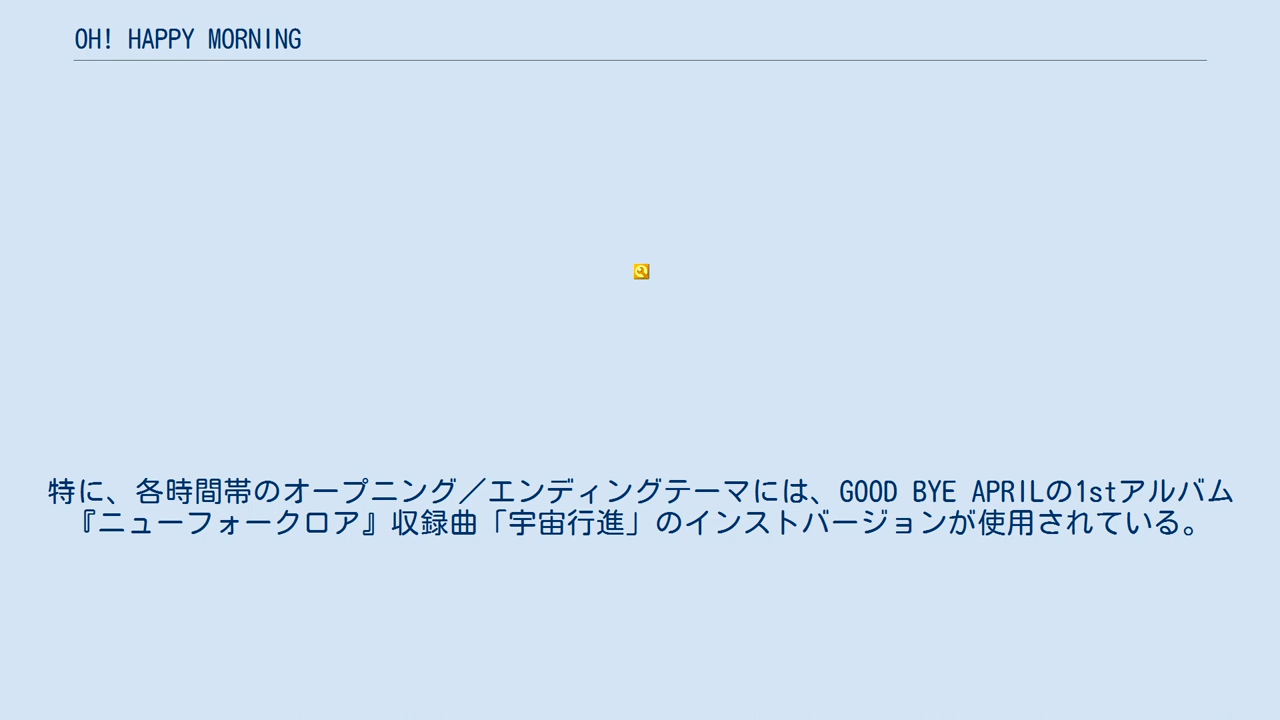 OH! HAPPY MORNING
特に、各時間帯のオープニング／エンディングテーマには、GOOD BYE APRILの1stアルバム
『ニューフォークロア』収録曲「宇宙行進」のインストバージョンが使用されている。